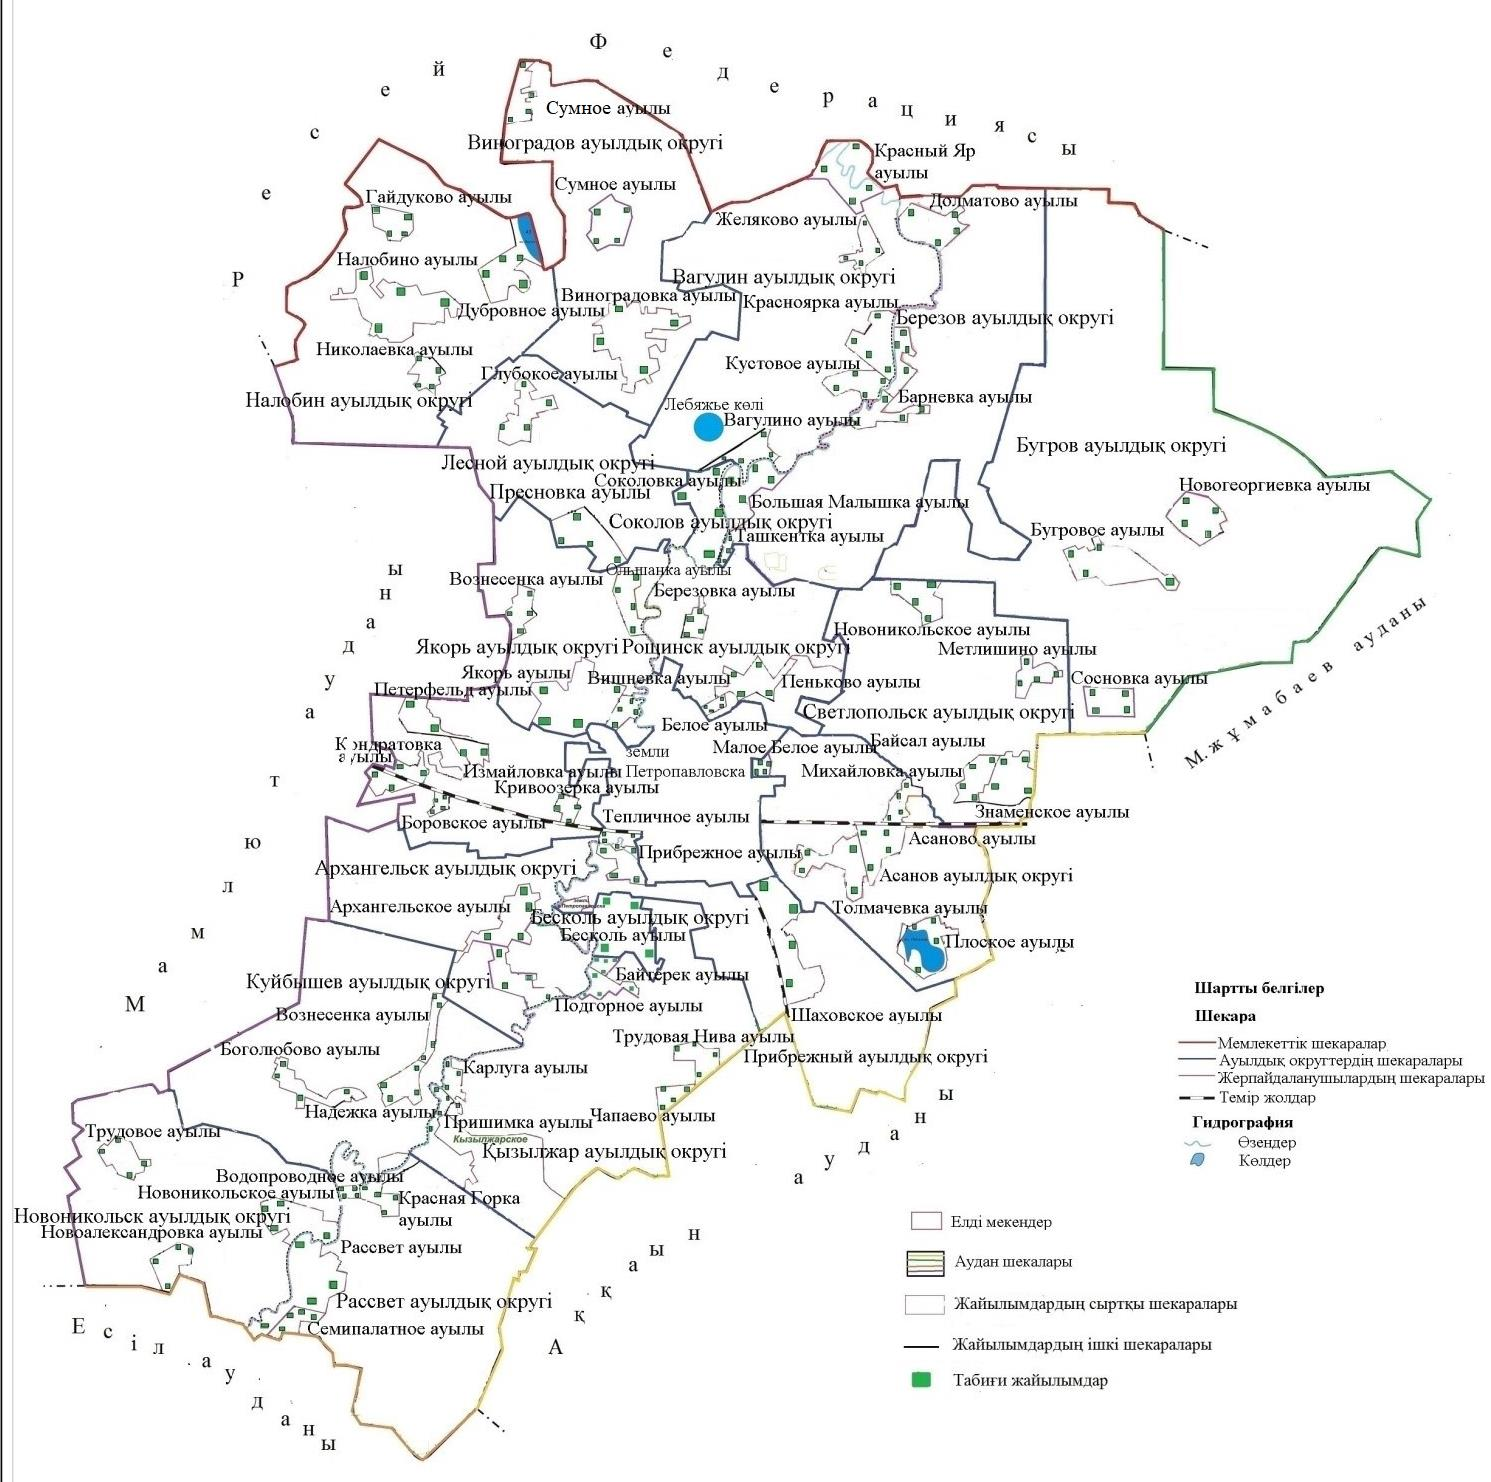 Ресей Федерациясы
Сумное ауылы
Виноградов ауылдық округі
Красный Яр
ауылы
Гайдуково ауылы
Сумное ауылы
Долматово ауылы
Желяково ауылы
Налобино ауылы
Вагулин ауылдық округі
Виноградовка ауылы
Красноярка ауылы
Дубровное ауылы
Березов ауылдық округі
Николаевка ауылы
Глубокое ауылы
Кустовое ауылы
Налобин ауылдық округі
Барневка ауылы
Лебяжье көлі
Вагулино ауылы
Бугров ауылдық округі
Лесной ауылдық округі
Соколовка ауылы
Новогеоргиевка ауылы
Пресновка ауылы
Большая Малышка ауылы
Соколов ауылдық округі
Бугровое ауылы
Ташкентка ауылы
Ольшанка ауылы
Вознесенка ауылы
Березовка ауылы
Новоникольское ауылы
Якорь ауылдық округі
Рощинск ауылдық округі
Метлишино ауылы
Якорь ауылы
Вишневка ауылы
Пеньково ауылы
Сосновка ауылы
Петерфельд ауылы
Светлопольск ауылдық округі
Белое ауылы
М.жұмабаев ауданы
Кондратовка
ауылы
земли
Петропавловска
Малое Белое ауылы
Байсал ауылы
Измайловка ауылы
Михайловка ауылы
Кривоозерка ауылы
Знаменское ауылы
Боровское ауылы
Тепличное ауылы
Асаново ауылы
Прибрежное ауылы
Архангельск ауылдық округі
Асанов ауылдық округі
Архангельское ауылы
Толмачевка ауылы
Бесколь ауылдық округі
Бесколь ауылы
Плоское ауылы
Байтерек ауылы
Куйбышев ауылдық округі
Подгорное ауылы
Вознесенка ауылы
Шаховское ауылы
Трудовая Нива ауылы
Боголюбово ауылы
Прибрежный ауылдық округі
Карлуга ауылы
Надежка ауылы
Чапаево ауылы
Пришимка ауылы
Трудовое ауылы
Кызылжарское
Қызылжар ауылдық округі
Водопроводное ауылы
Новоникольское ауылы
Красная Горка
ауылы
Новоникольск ауылдық округі
Новоалександровка ауылы
Рассвет ауылы
Рассвет ауылдық округі
Семипалатное ауылы
Мамлют ауданы
Есіл ауданы
Аққайын ауданы
Шартты белгілер
Шекара
Мемлекеттік шекаралар
Ауылдық округтердің шекаралары
Жерпайдаланушылардың шекаралары
Темір жолдар
Гидрография
Өзендер
Көлдер
Елді мекендер
Аудан шекалары
Жайылымдардың сыртқы шекаралары
Жайылымдардың ішкі шекаралары
Табиғи жайылымдар